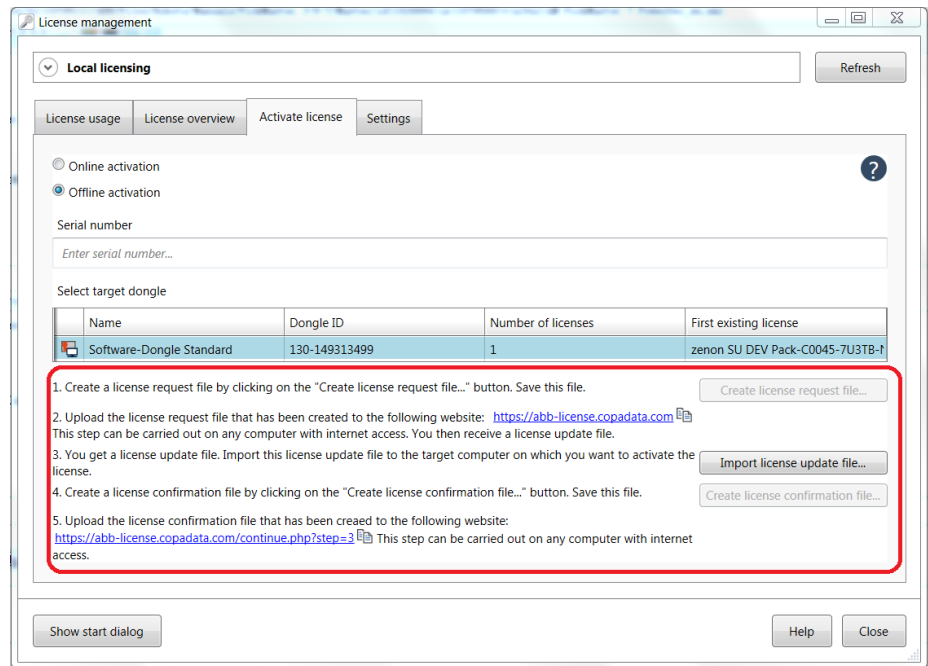 License management
Local licensing
Refresh
License usage
License overview
Activate license
Settings
Online activation
?
Offline activation
Serial number
Enter serial number...
Select target dongle
Name Dongle ID Number of licenses First existing license
Software-Dongle Standard 130-149313499 1 zenon SU DEV Pack-C0045-7U3TB-
1. Create a license request file by clicking on the "Create license request file..." button. Save this file.
Create license request file...
2. Upload the license request file that has been created to the following website: https://abb-license.copadata.com
This step can be carried out on any computer with internet access. You then receive a license update file.
3. You get a license update file. Import this license update file to the target computer on which you want to activate the
license.
Import license update file...
4. Create a license confirmation file by clicking on the "Create license confirmation file..." button. Save this file.
Create license confirmation file...
5. Upload the license confirmation file that has been creaed to the following website:
https://abb-license.copadata.com/continue.php?step=3 This step can be carried out on any computer with internet
access.
Show start dialog
Help
Close